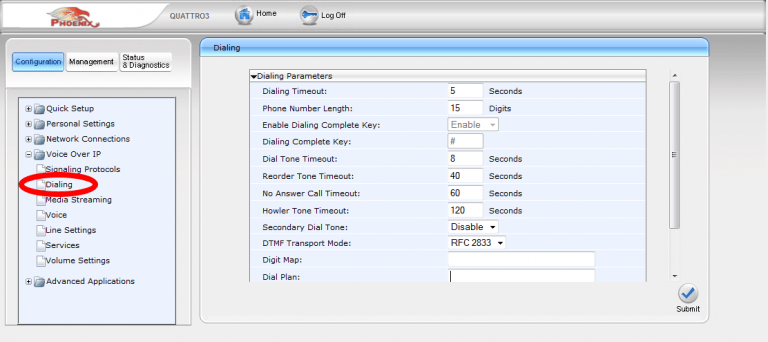 PHOENIX
QUATTRO3
Home
Log Off
Configuration
Management
Status
& Diagnostics
Quick Setup
Personal Settings
Network Connections
Voice Over IP
Signaling Protocols
Dialing
Media Streaming
Voice
Line Settings
Services
Volume Settings
Advanced Applications
Dialing
Dialing Parameters
Dialing Timeout: 5 Seconds
Phone Number Length: 15 Digits
Enable Dialing Complete Key: Enable
Dialing Complete Key: #
Dial Tone Timeout: 8 Seconds
Reorder Tone Timeout: 40 Seconds
No Answer Call Timeout: 60 Seconds
Howler Tone Timeout: 120 Seconds
Secondary Dial Tone: Disable
DTMF Transport Mode: RFC 2833
Digit Map:
Dial Plan:
Submit